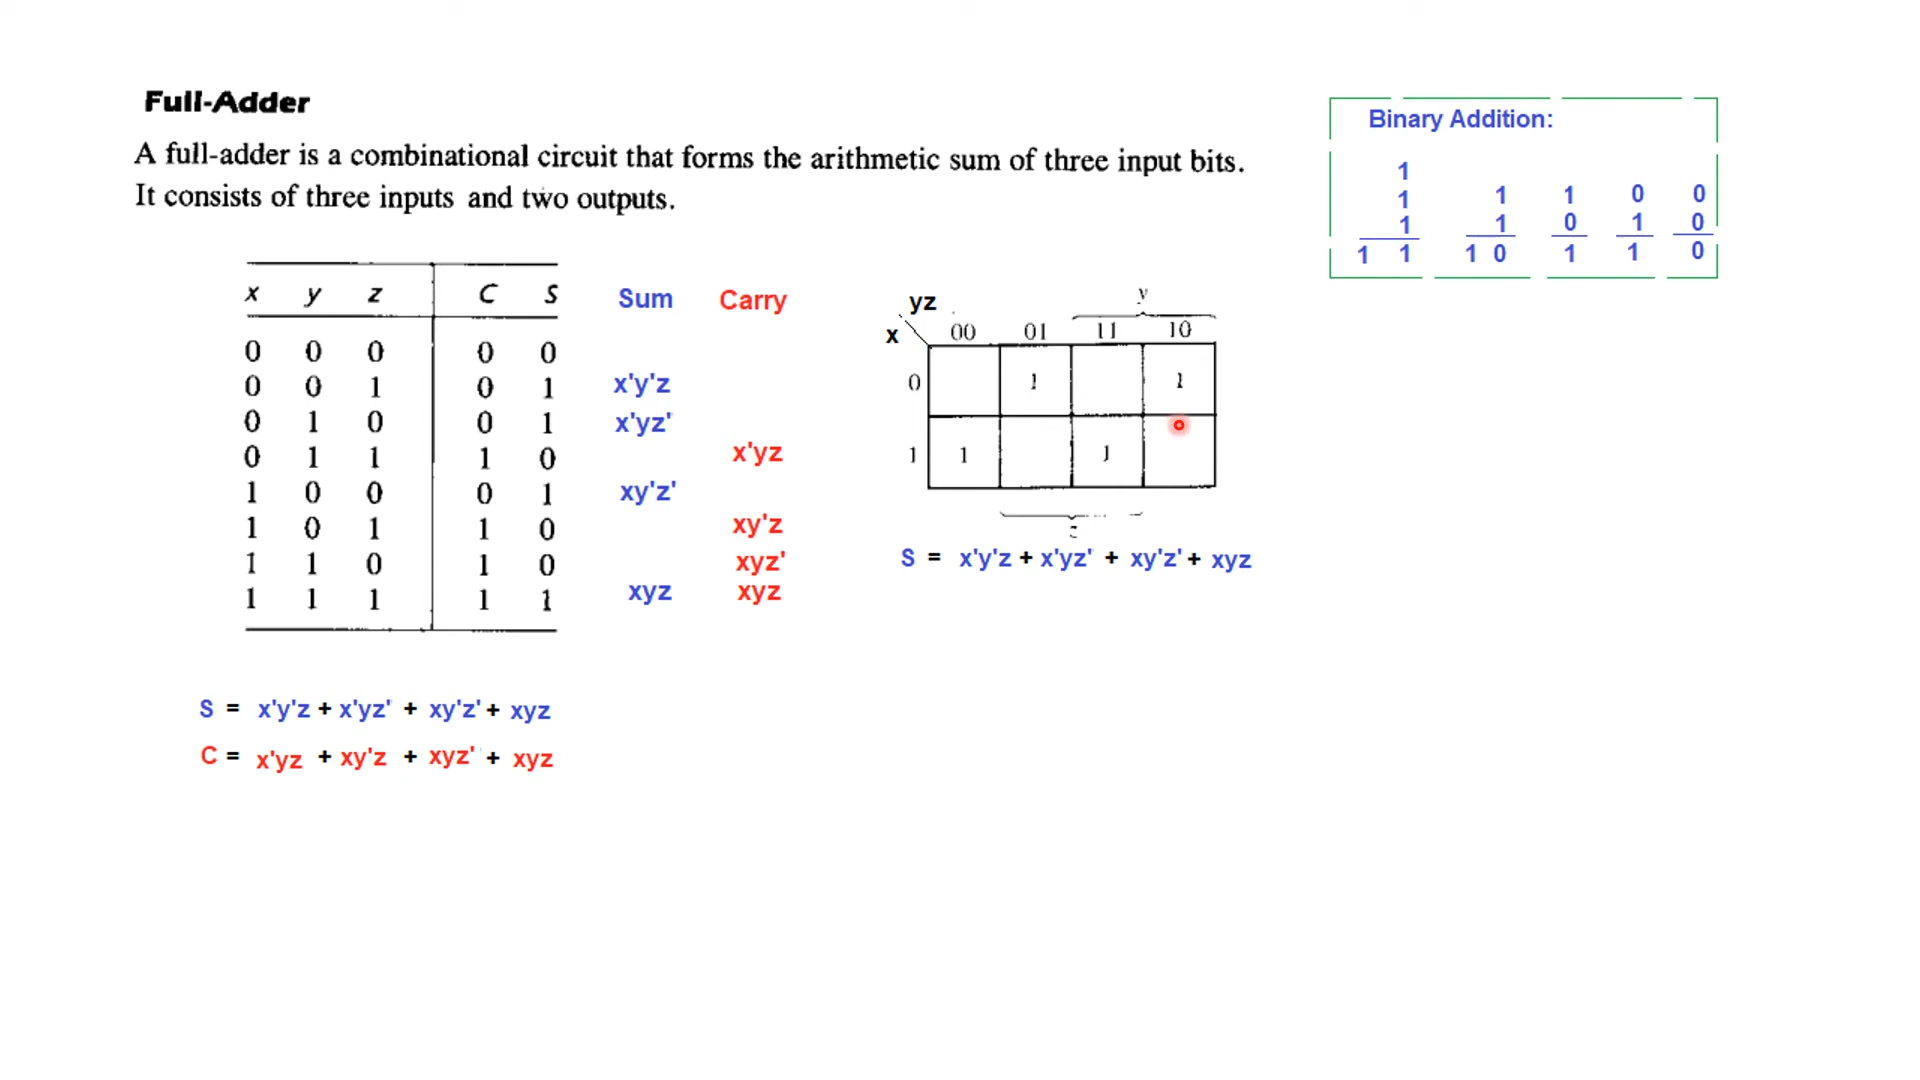 Full-Adder
A full-adder is a combinational circuit that forms the arithmetic sum of three input bits.
It consists of three inputs and two outputs.
Binary Addition:
1
1 1 1 0 0
1 1 0 1 0
1
1 1 1 0 1 1 0
x y z C S Sum Carry
0 0 0 0 0
0 0 1 0 1 x'y'z
0 1 0 0 1 x'yz'
0 1 1 1 0 x'yz
1 0 0 0 1 xy'z'
1 0 1 1 0 xy'z
1 1 0 1 0 xyz'
1 1 1 1 1 xyz xyz
y
yz
x 00 01 11 10
0 1 1
1 1 1
S = x'y'z + x'yz' + xy'z' + xyz
S = x'y'z + x'yz' + xy'z' + xyz
C = x'yz + xy'z + xyz' + xyz